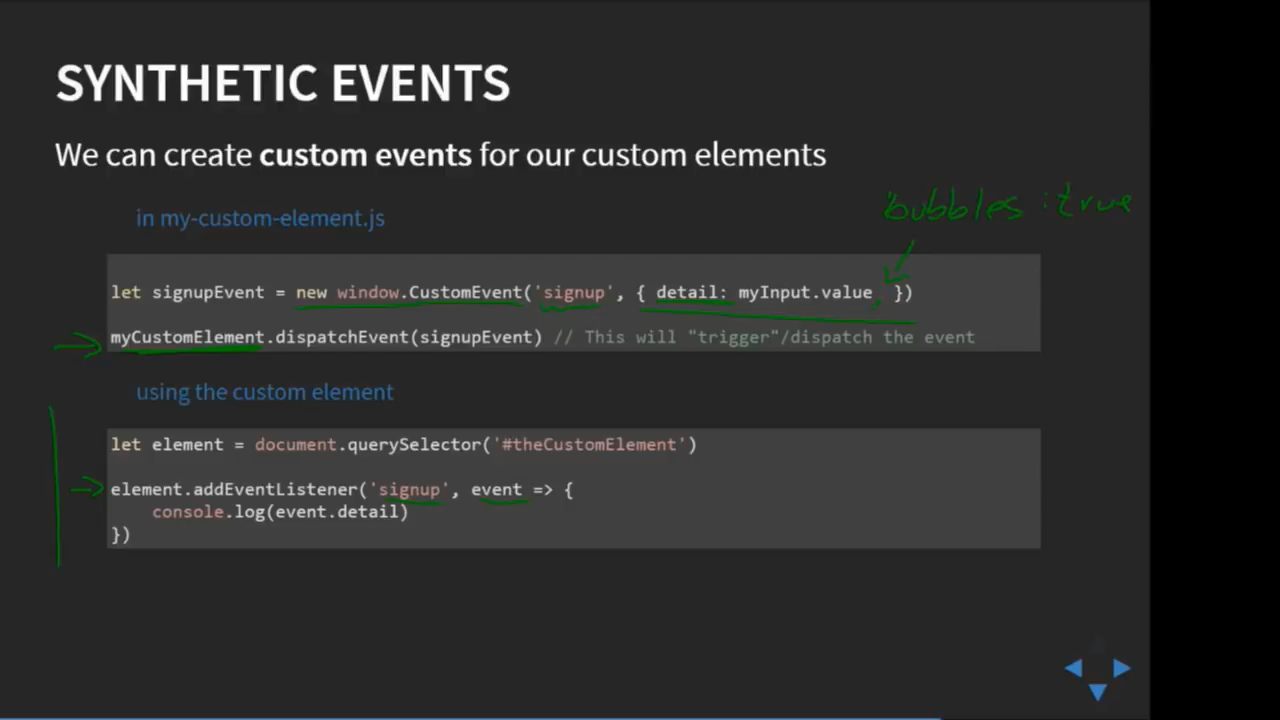 SYNTHETIC EVENTS
We can create custom events for our custom elements
bubbles : true
in my-custom-element.js
let signupEvent = new window.CustomEvent('signup', { detail: myInput.value, })
myCustomElement.dispatchEvent(signupEvent) // This will "trigger"/dispatch the event
using the custom element
let element = document.querySelector('#theCustomElement')
element.addEventListener('signup', event => {
console.log(event.detail)
})